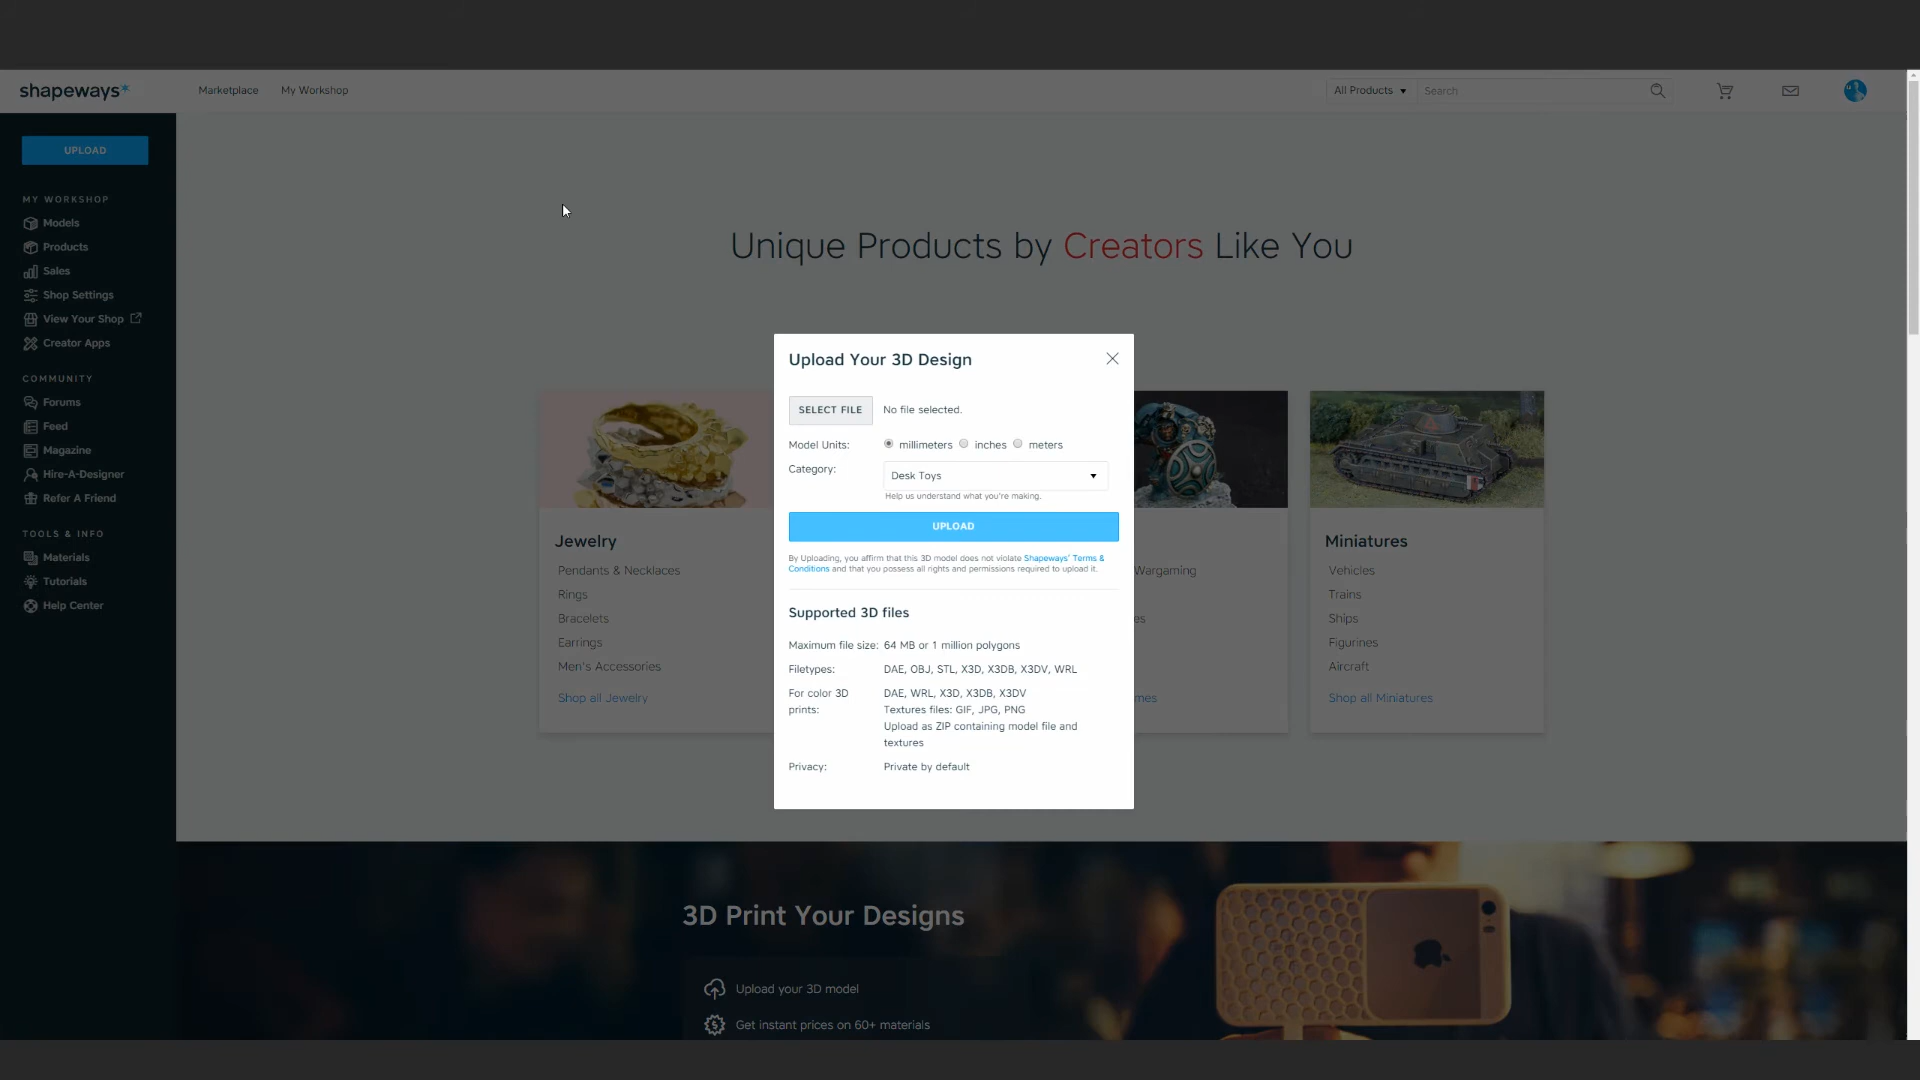 shapeways*
Marketplace
My Workshop
All Products
Search
UPLOAD
MY WORKSHOP
Models
Products
Sales
Shop Settings
View Your Shop
Creator Apps
COMMUNITY
Forums
Feed
Magazine
Hire-A-Designer
Refer A Friend
TOOLS & INFO
Materials
Tutorials
Help Center
Unique Products by Creators Like You
Jewelry
Pendants & Necklaces
Rings
Bracelets
Earrings
Men's Accessories
Shop all Jewelry
Upload Your 3D Design
SELECT FILE
No file selected.
Model Units: millimeters inches meters
Category: Desk Toys
Help us understand what you're making.
UPLOAD
By Uploading, you affirm that this 3D model does not violate Shapeways' Terms &
Conditions and that you possess all rights and permissions required to upload it.
Supported 3D files
Maximum file size: 64 MB or 1 million polygons
Filetypes: DAE, OBJ, STL, X3D, X3DB, X3DV, WRL
For color 3D DAE, WRL, X3D, X3DB, X3DV
prints: Textures files: GIF, JPG, PNG
Upload as ZIP containing model file and
textures
Privacy: Private by default
Wargaming
Miniatures
Vehicles
Trains
Ships
Figurines
Aircraft
Shop all Miniatures
3D Print Your Designs
Upload your 3D model
Get instant prices on 60+ materials